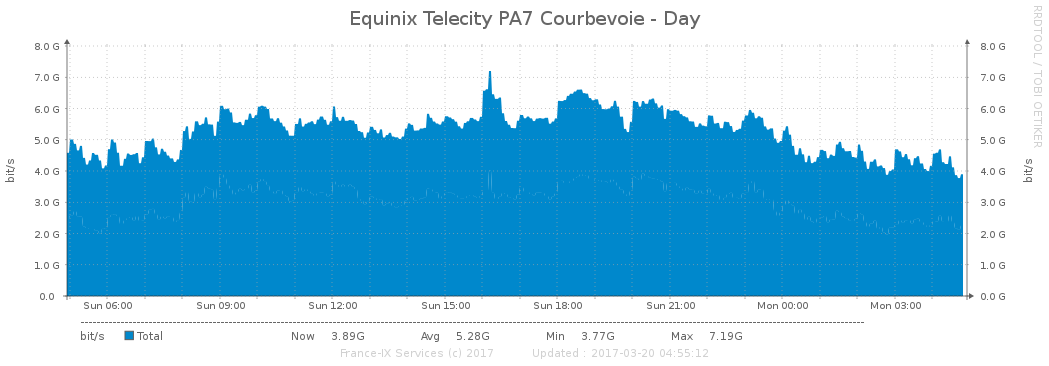 Equinix Telecity PA7 Courbevoie - Day
RRDTOOL / TOBI OETIKER
8.0 G 8.0 G
7.0 G 7.0 G
6.0 G 6.0 G
5.0 G 5.0 G
4.0 G 4.0 G
3.0 G 3.0 G
2.0 G 2.0 G
1.0 G 1.0 G
0.0 0.0 G
bit/s bit/s
Sun 06:00 Sun 09:00 Sun 12:00 Sun 15:00 Sun 18:00 Sun 21:00 Mon 00:00 Mon 03:00
bit/s Total Now 3.89G Avg 5.28G Min 3.77G Max 7.19G
France-IX Services (c) 2017 Updated : 2017-03-20 04:55:12